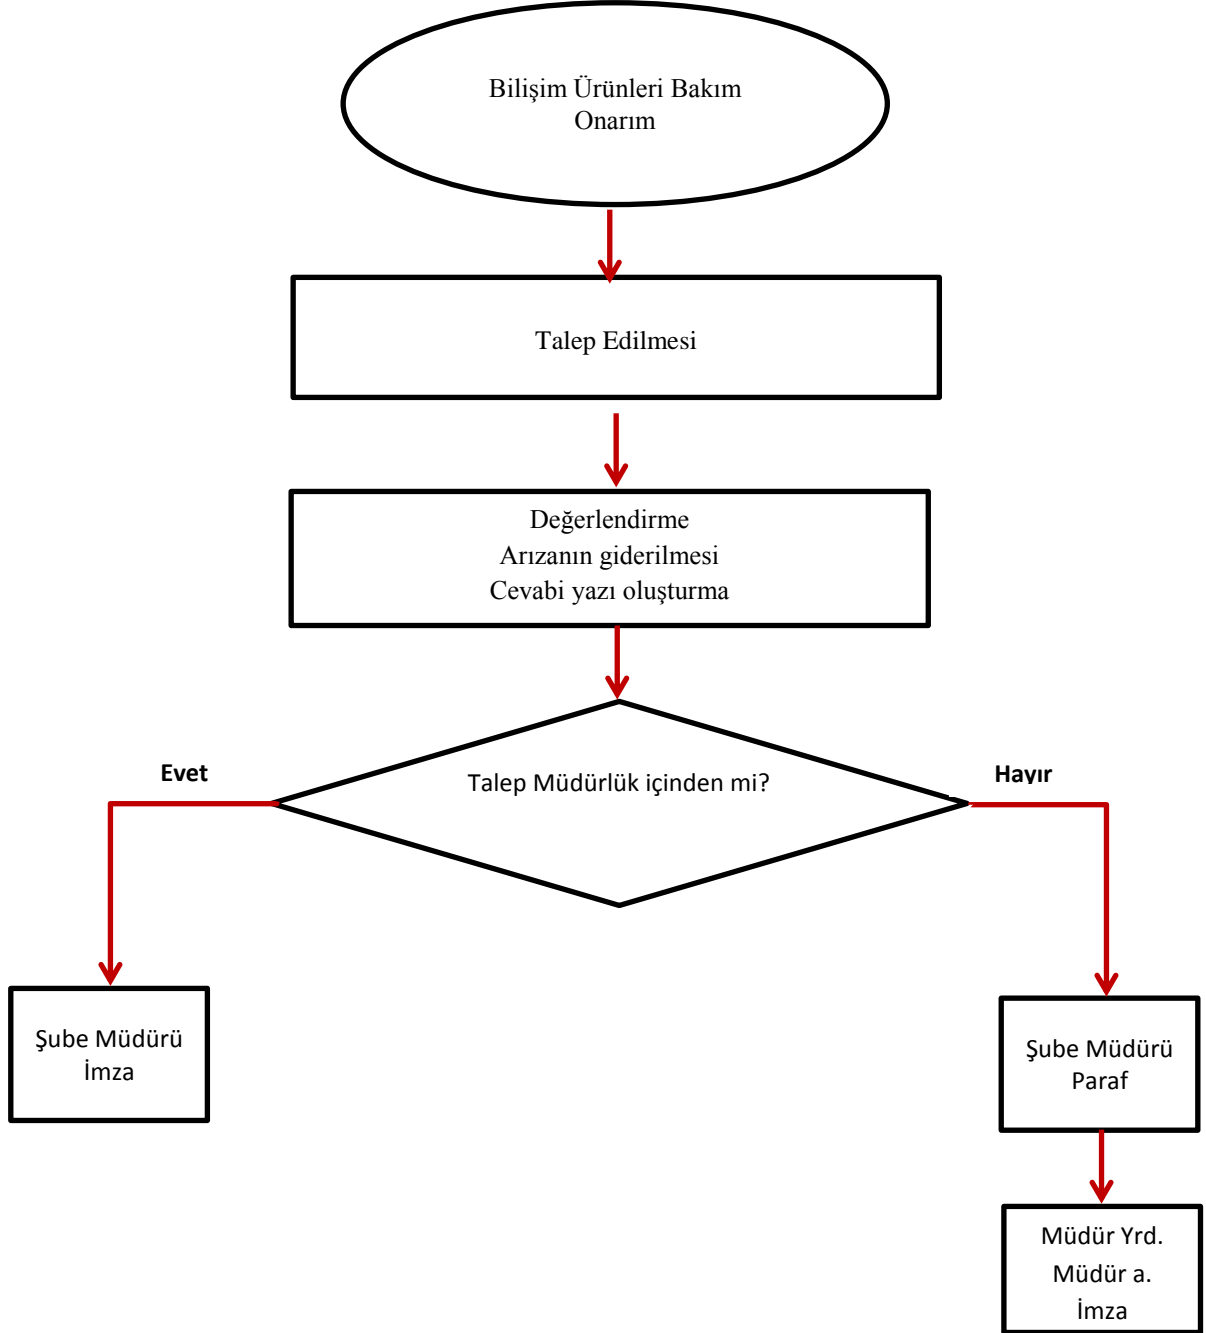 Bilişim Ürünleri Bakım
Onarım
Talep Edilmesi
Değerlendirme
Arızanın giderilmesi
Cevabi yazı oluşturma
Evet
Talep Müdürlük içinden mi?
Hayır
Şube Müdürü
İmza
Şube Müdürü
Paraf
Müdür Yrd.
Müdür a.
İmza